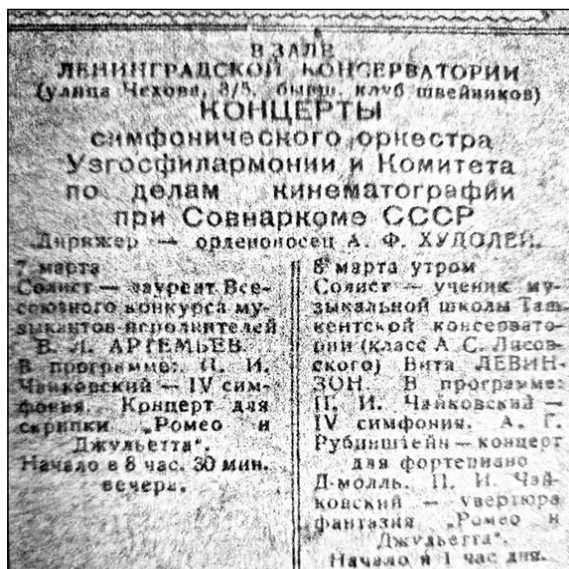 В ЗАЛЕ
ЛЕНИНГРАДСКОЙ КОНСЕРВАТОРИИ
(улица Чехова, 3/5, бывш. клуб швейников)
КОНЦЕРТЫ
симфонического оркестра
Узгосфилармонии и Комитета
по делам кинематографии
при Совнаркоме СССР
Дирижер — орденоносец А. Ф. ХУДОЛЕЙ.
7 марта
Солист — лауреат Все-
союзного конкурса му-
зыкантов-исполнителей
В. Л. АРТЕМЬЕВ.
В программе: П. И.
Чайковский — IV сим-
фония. Концерт для
скрипки „Ромео и
Джульетта“.
Начало в 8 час. 30 мин.
вечера.
8 марта утром
Солист — ученик му-
зыкальной школы Таш-
кентской консервато-
рии (класс А. С. Лисов-
ского) Витя ЛЕВИН-
ЗОН. В программе:
П. И. Чайковский —
IV симфония. А. Г.
Рубинштейн — концерт
для фортепиано
Д-молль. П. И. Чай-
ковский — увертюра
фантазия „Ромео и
Джульетта“.
Начало в 1 час дня.